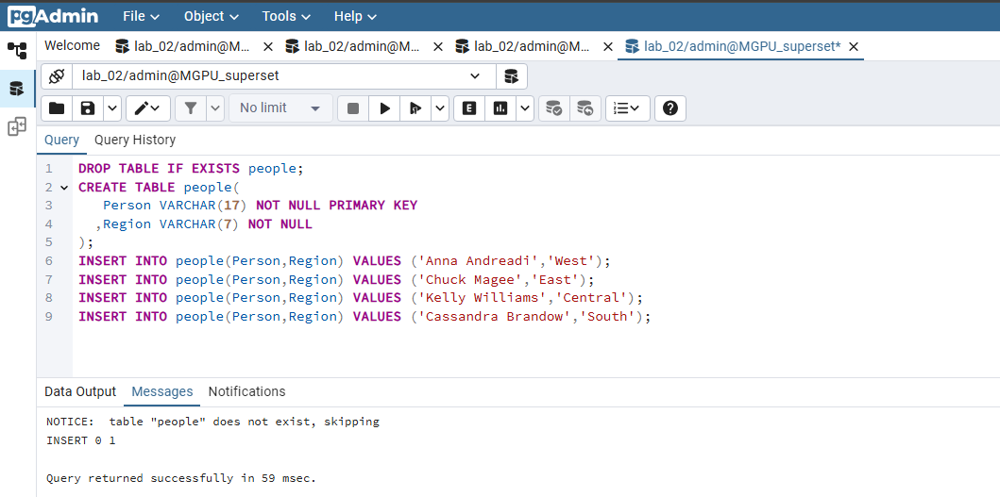 pgAdmin File Object Tools Help
Welcome lab_02/admin@M... lab_02/admin@M... lab_02/admin@M... lab_02/admin@MGPU_superset*
lab_02/admin@MGPU_superset
No limit E
Query Query History
1 DROP TABLE IF EXISTS people;
2 CREATE TABLE people(
3 Person VARCHAR(17) NOT NULL PRIMARY KEY
4 ,Region VARCHAR(7) NOT NULL
5 );
6 INSERT INTO people(Person,Region) VALUES ('Anna Andreadi','West');
7 INSERT INTO people(Person,Region) VALUES ('Chuck Magee','East');
8 INSERT INTO people(Person,Region) VALUES ('Kelly Williams','Central');
9 INSERT INTO people(Person,Region) VALUES ('Cassandra Brandow','South');
Data Output Messages Notifications
NOTICE:  table "people" does not exist, skipping
INSERT 0 1
Query returned successfully in 59 msec.